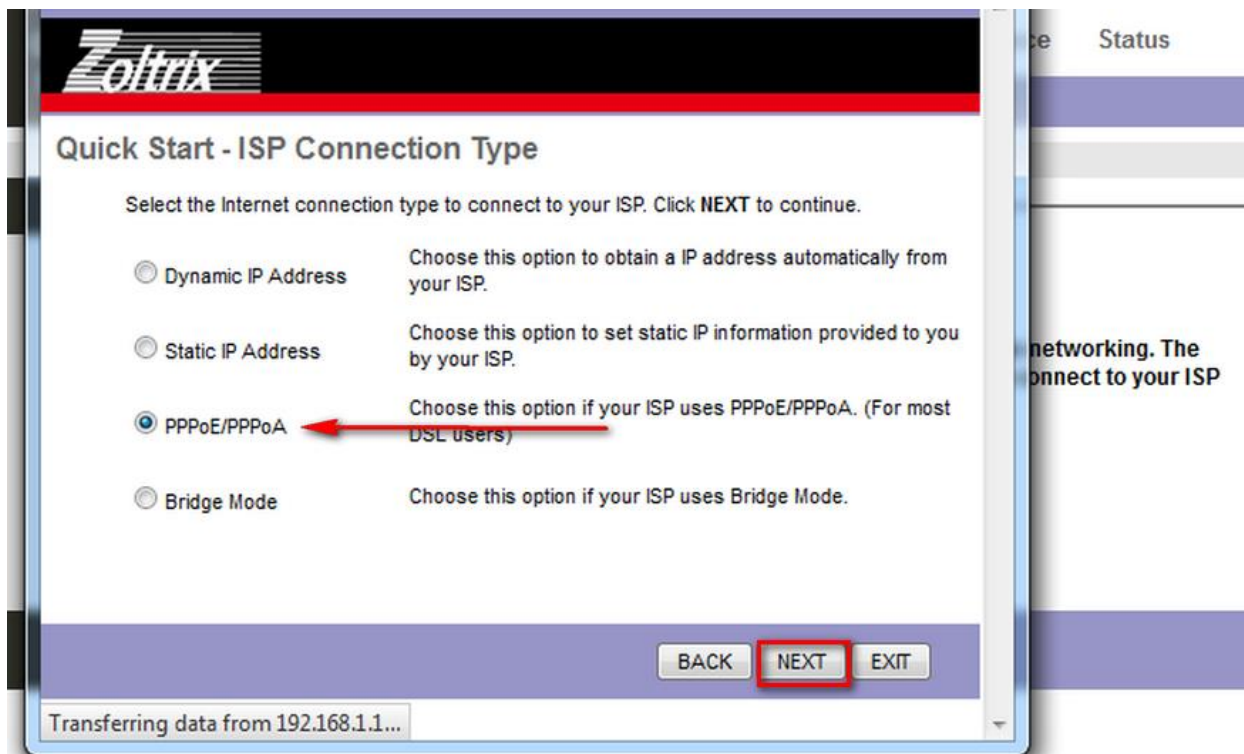 Zoltrix
Status
Quick Start - ISP Connection Type
Select the Internet connection type to connect to your ISP. Click NEXT to continue.
Dynamic IP Address
Choose this option to obtain a IP address automatically from
your ISP.
Static IP Address
Choose this option to set static IP information provided to you
by your ISP.
networking. The
connect to your ISP
PPPoE/PPPoA
Choose this option if your ISP uses PPPoE/PPPoA. (For most
DSL users)
Bridge Mode
Choose this option if your ISP uses Bridge Mode.
BACK
NEXT
EXIT
Transferring data from 192.168.1.1...